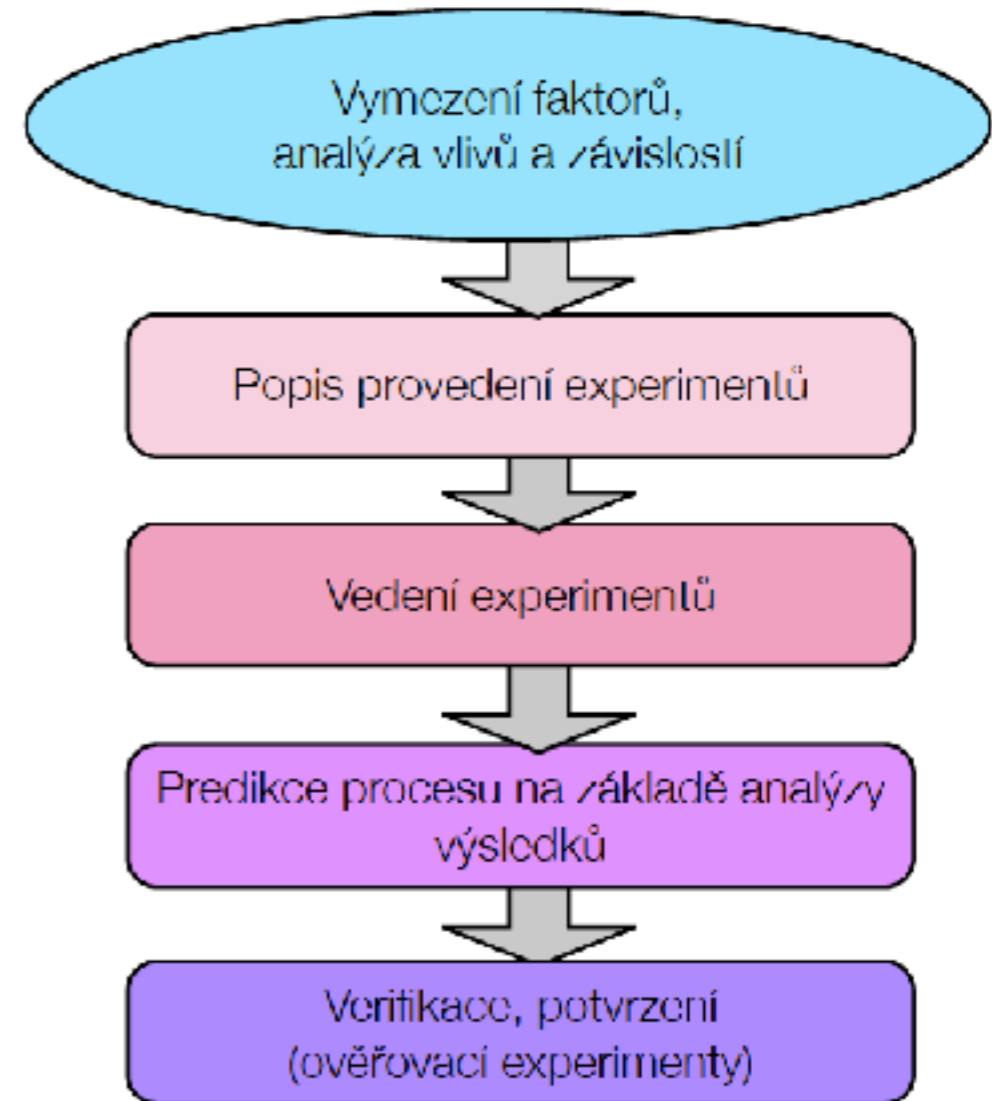 Vymezení faktorů,
analýza vlivů a závislostí
Popis provedení experimentů
Vedení experimentů
Predikce procesu na základě analýzy
výsledků
Verifikace, potvrzení
(ověřovací experimenty)